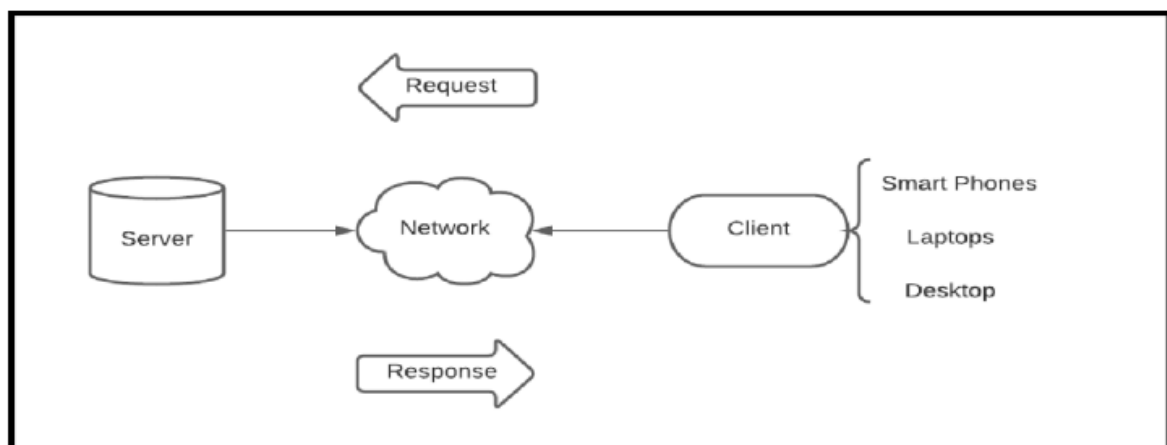 Request
Server
Network
Client
Smart Phones
Laptops
Desktop
Response